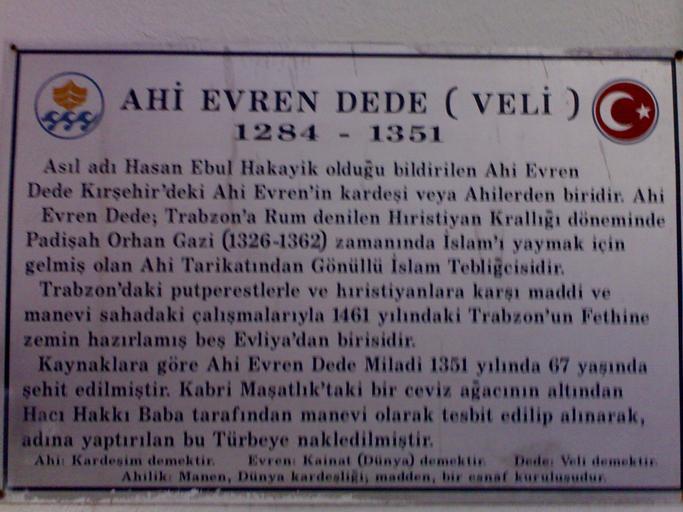 AHİ EVREN DEDE ( VELİ )
1284 - 1351
Asıl adı Hasan Ebul Hakayik olduğu bildirilen Ahi Evren
Dede Kırşehir'deki Ahi Evren'in kardeşi veya Ahilerden biridir. Ahi
Evren Dede; Trabzon'a Rum denilen Hıristiyan Krallığı döneminde
Padişah Orhan Gazi (1326-1362) zamanında İslam'ı yaymak için
gelmiş olan Ahi Tarikatından Gönüllü İslam Tebliğcisidir.
Trabzon'daki putperestlerle ve hıristiyanlara karşı maddi ve
manevi sahadaki çalışmalarıyla 1461 yılındaki Trabzon'un Fethine
zemin hazırlamış beş Evliya'dan birisidir.
Kaynaklara göre Ahi Evren Dede Miladi 1351 yılında 67 yaşında
şehit edilmiştir. Kabri Maşatlık'taki bir ceviz ağacının altından
Hacı Hakkı Baba tarafından manevi olarak tesbit edilip alınarak,
adına yaptırılan bu Türbeye nakledilmiştir.
Ahi: Kardeşim demektir. Evren: Kainat (Dünya) demektir. Dede: Veli demektir.
Ahilik: Manen, Dünya kardeşliği, madden, bir esnaf kuruluşudur.